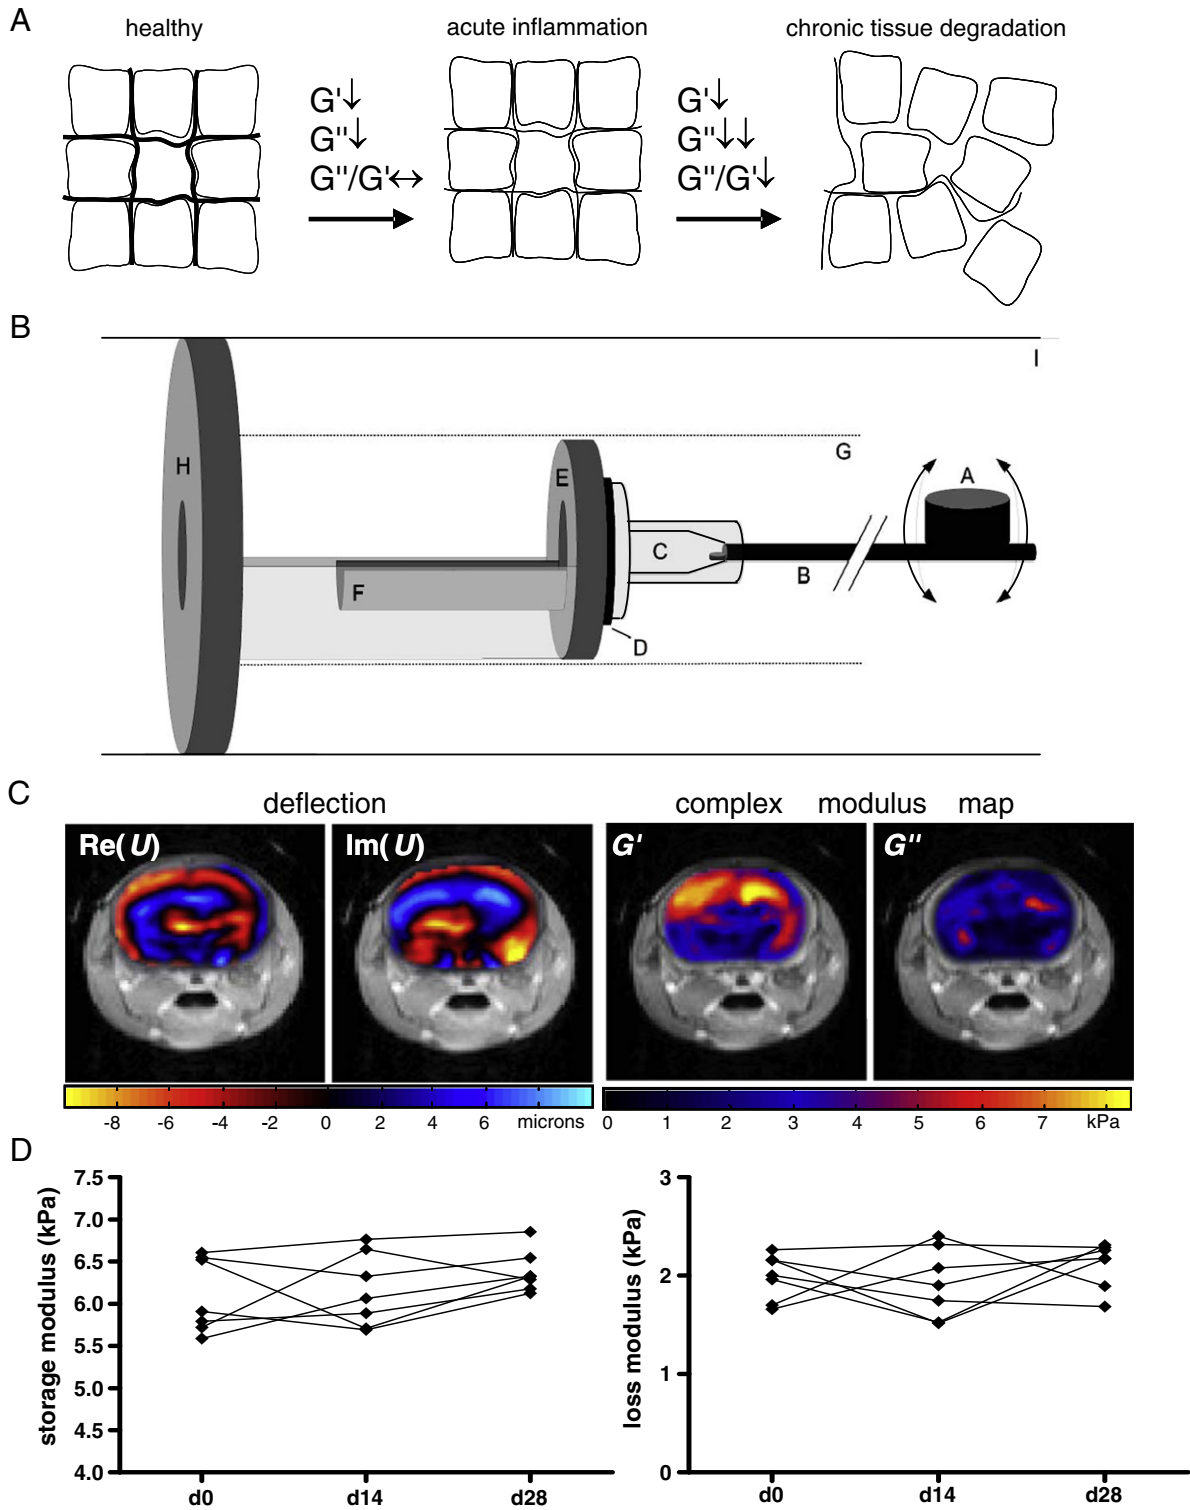 A
healthy
acute inflammation
chronic tissue degradation
G'↓
G''↓
G''/G'↔
G'↓
G''↓↓
G''/G'↓
B
I
G
H
E
A
C
F
B
D
C
deflection
complex modulus map
Re(U)
Im(U)
G'
G''
-8 -6 -4 -2 0 2 4 6 microns
0 1 2 3 4 5 6 7 kPa
D
storage modulus (kPa)
7.5
7.0
6.5
6.0
5.5
5.0
4.5
4.0
d0 d14 d28
loss modulus (kPa)
3
2
1
0
d0 d14 d28